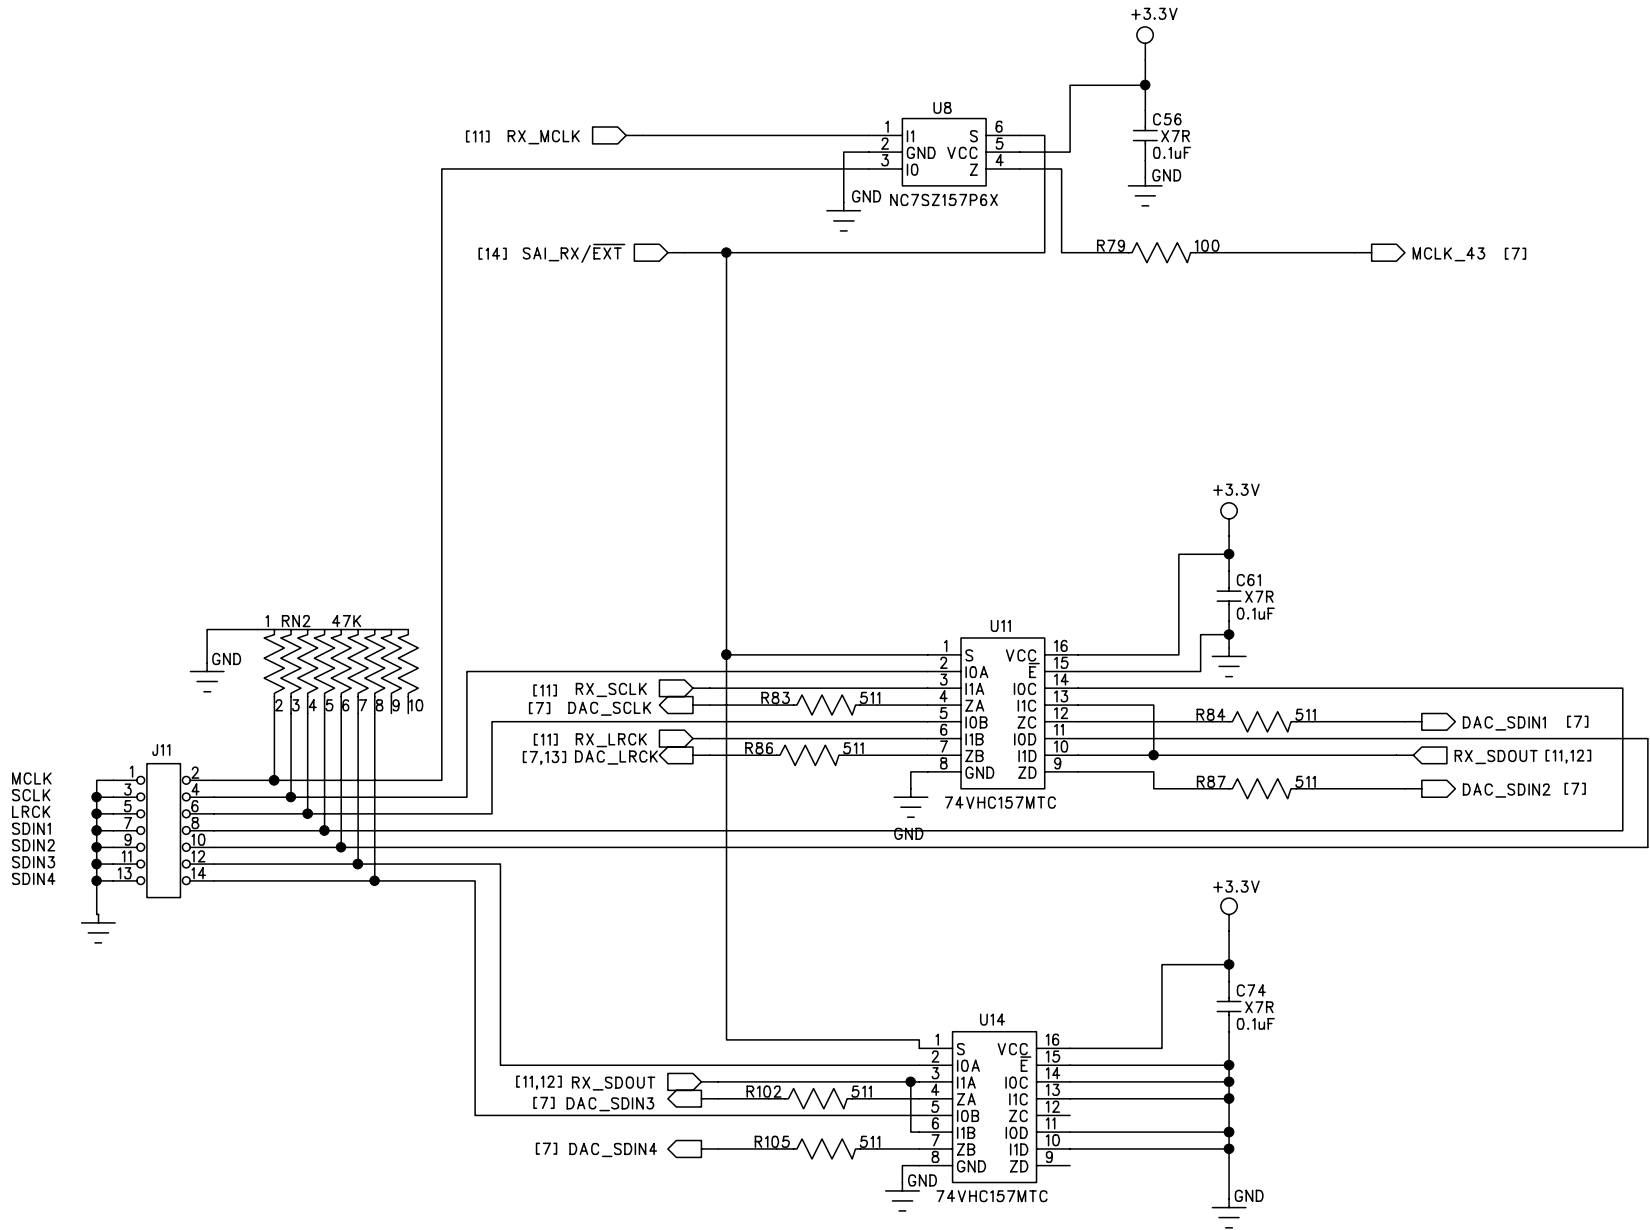 +3.3V
U8
C56
X7R
0.1uF
GND
[11] RX_MCLK
1 I1 S 6
2 GND VCC 5
3 I0 Z 4
GND NC7SZ157P6X
[14] SAI_RX/EXT
R79 100
MCLK_43 [7]
+3.3V
C61
X7R
0.1uF
1 RN2 47K
GND
2 3 4 5 6 7 8 9 10
U11
1 S VCC 16
2 I0A E 15
3 I1A I0C 14
4 ZA I1C 13
5 I0B ZC 12
6 I1B I0D 11
7 ZB I1D 10
8 GND ZD 9
74VHC157MTC
GND
[11] RX_SCLK
[7] DAC_SCLK R83 511
[11] RX_LRCK
[7,13] DAC_LRCK R86 511
R84 511 DAC_SDIN1 [7]
RX_SDOUT [11,12]
R87 511 DAC_SDIN2 [7]
J11
MCLK 1 2
SCLK 3 4
LRCK 5 6
SDIN1 7 8
SDIN2 9 10
SDIN3 11 12
SDIN4 13 14
+3.3V
C74
X7R
0.1uF
U14
1 S VCC 16
2 I0A E 15
3 I1A I0C 14
4 ZA I1C 13
5 I0B ZC 12
6 I1B I0D 11
7 ZB I1D 10
8 GND ZD 9
74VHC157MTC
[11,12] RX_SDOUT
[7] DAC_SDIN3 R102 511
[7] DAC_SDIN4 R105 511
GND
GND